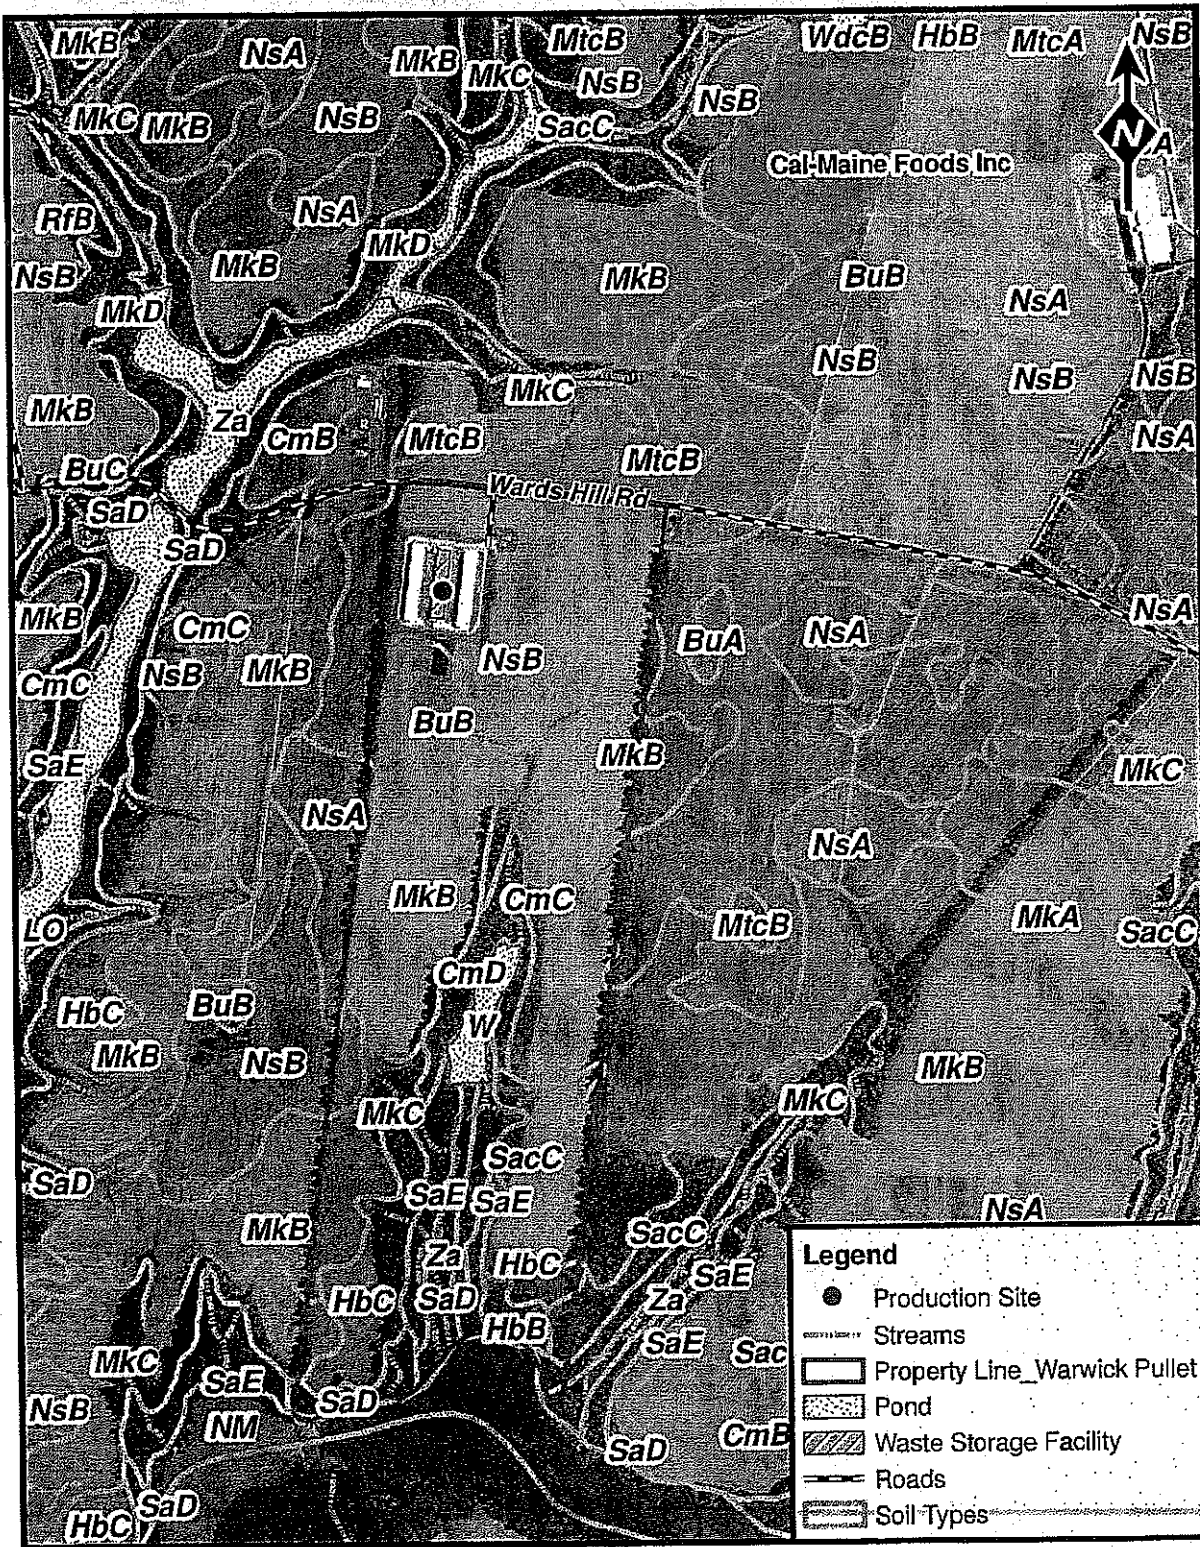 MkB NsA MkB MtcB WdcB HbB MtcA NsB
MkC NsB
MkC MkB NsB SacC NsB
N A
Cal-Maine Foods Inc
RfB NsA
MkD
NsB MkB MkB BuB NsA
MkD
NsB NsB NsB
MkC
MkB Za CmB MtcB NsA
MtcB
BuC Wards Hill Rd
SaD
SaD
MkB CmC BuA NsA NsA
CmC NsB MkB NsB
BuB
SaE MkB MkC
NsA NsA
MkB CmC MtcB MkA
LO SacC
CmD
HbC BuB W
MkB NsB MkB
MkC MkC
SacC
SaD SaE SaE NsA
MkB SacC
Za HbC SaE
HbC SaD Za
HbB SaE Sac
MkC SaE
NsB SaD
NM SaD CmB
SaD
HbC
Legend
Production Site
Streams
Property Line_Warwick Pullet
Pond
Waste Storage Facility
Roads
Soil Types